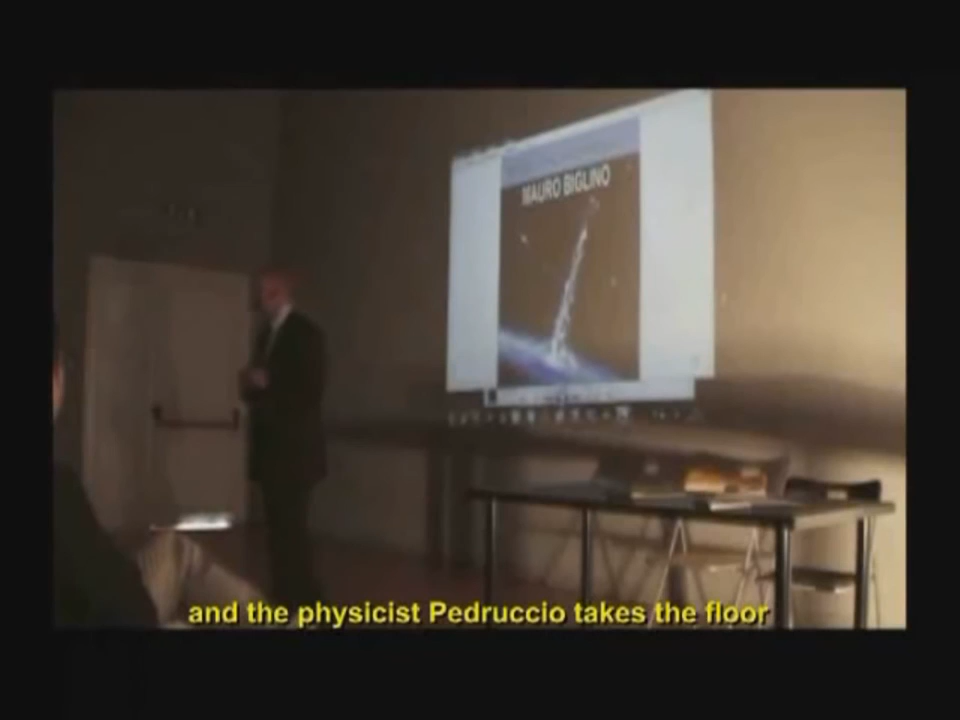 MAURO BIGLINO
and the physicist Pedruccio takes the floor